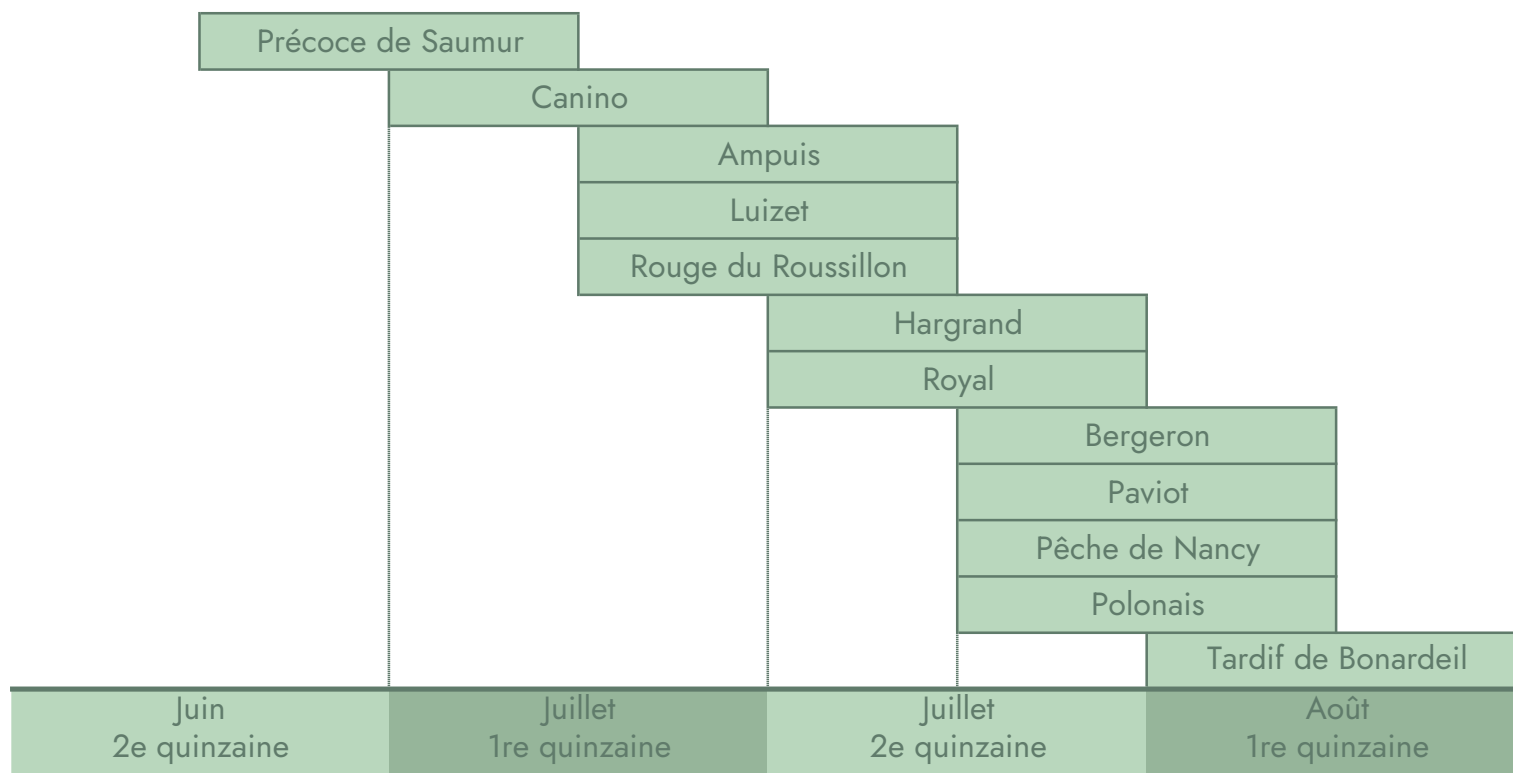 Précoce de Saumur
Canino
Ampuis
Luizet
Rouge du Roussillon
Hargrand
Royal
Bergeron
Paviot
Pêche de Nancy
Polonais
Tardif de Bonardeil
Juin
2e quinzaine
Juillet
1re quinzaine
Juillet
2e quinzaine
Août
1re quinzaine